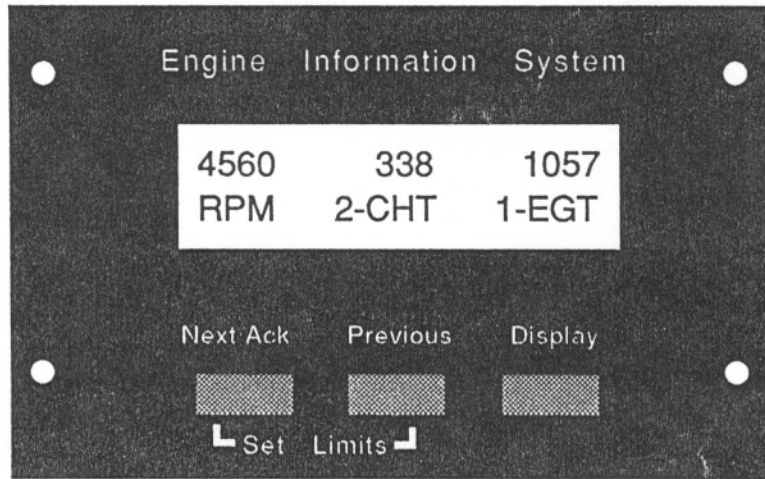 Engine Information System
4560 338 1057
RPM 2-CHT 1-EGT
Next Ack Previous Display
Set Limits